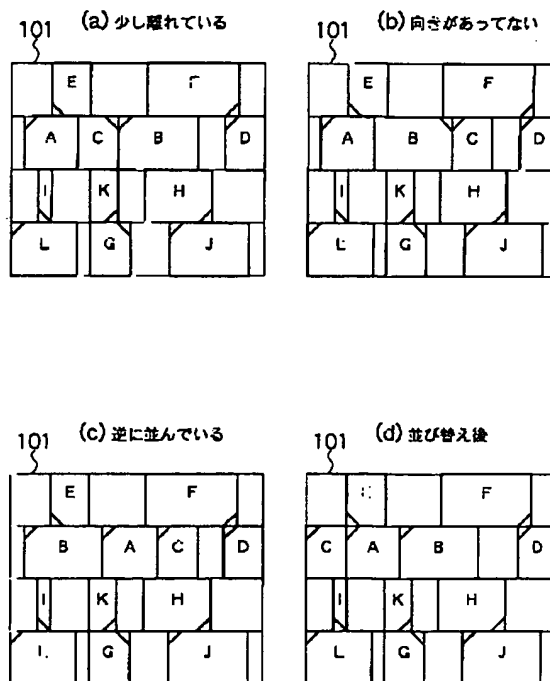 101 (a) 少し離れている
E
A C B D
I K H
L G J
101 (b) 向きがあってない
E F
A B C D
I K H
L G J
101 (c) 逆に並んでいる
E F
B A C D
I K H
G J
101 (d) 並び替え後
F
C A B D
I K H
L G J